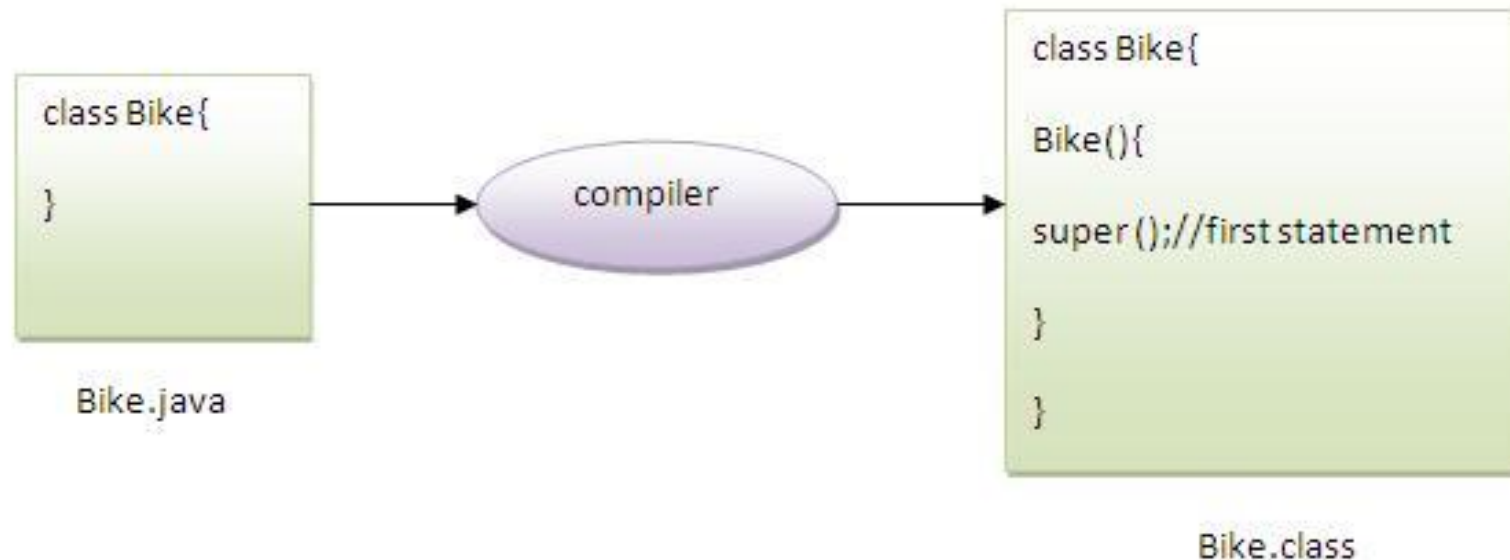 class Bike{
}
Bike.java
compiler
class Bike{
Bike(){
super ();//first statement
}
}
Bike.class